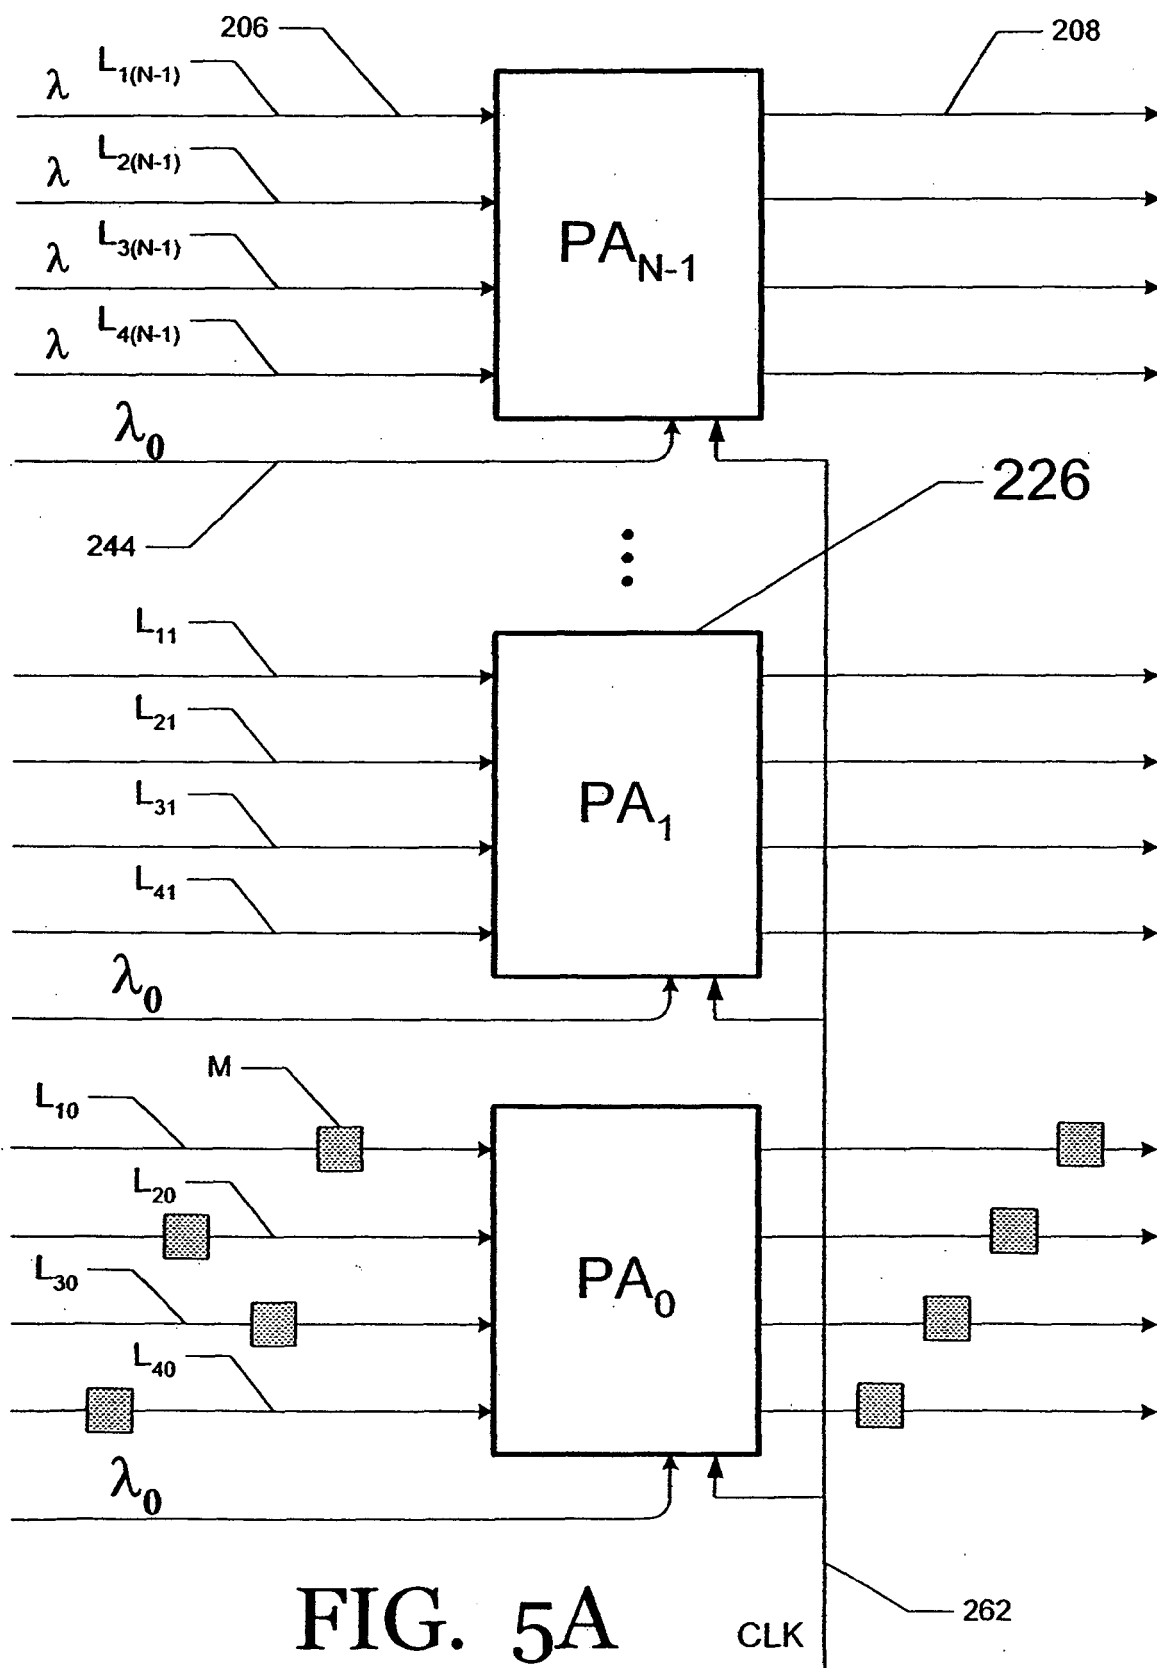 206
208
λ L₁₍N-1₎
λ L₂₍N-1₎
λ L₃₍N-1₎
λ L₄₍N-1₎
PA_N-1
λ₀
244
226
L₁₁
L₂₁
L₃₁
L₄₁
PA₁
λ₀
M
L₁₀
L₂₀
L₃₀
L₄₀
PA₀
λ₀
262
CLK
FIG. 5A